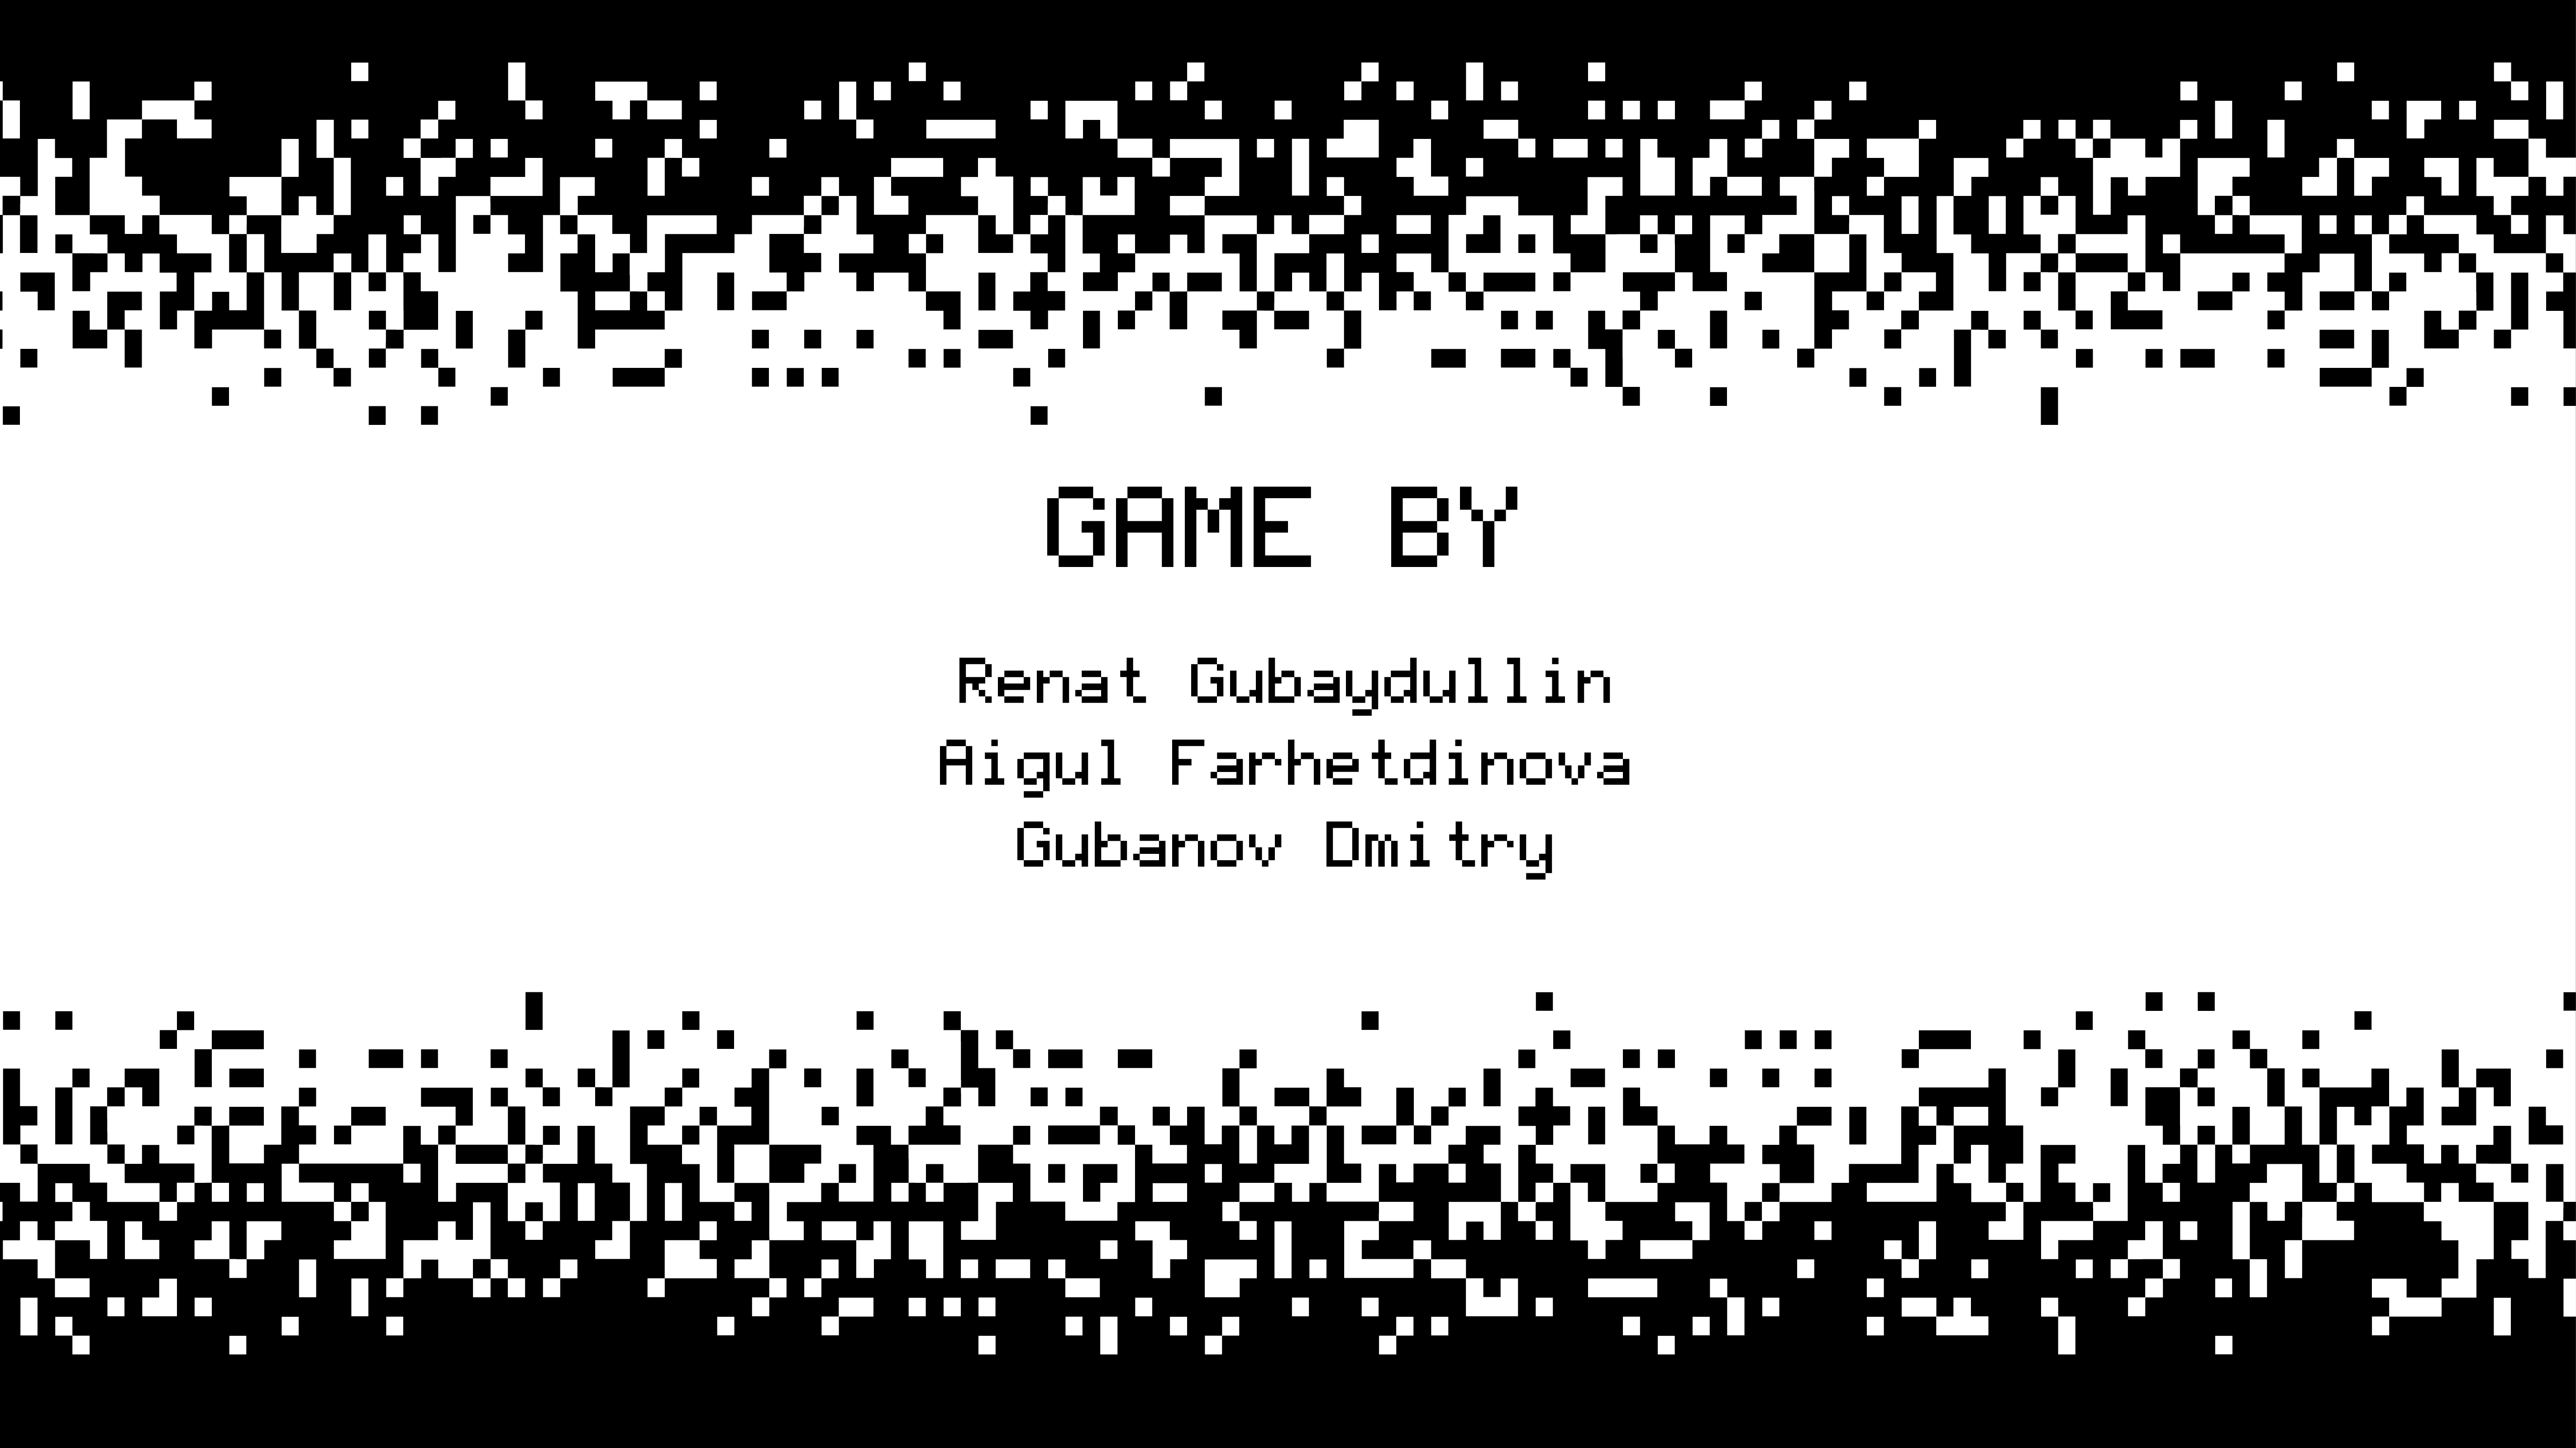 GAME BY
Renat Gubaydullin
Aigul Farhetdinova
Gubanov Dmitry